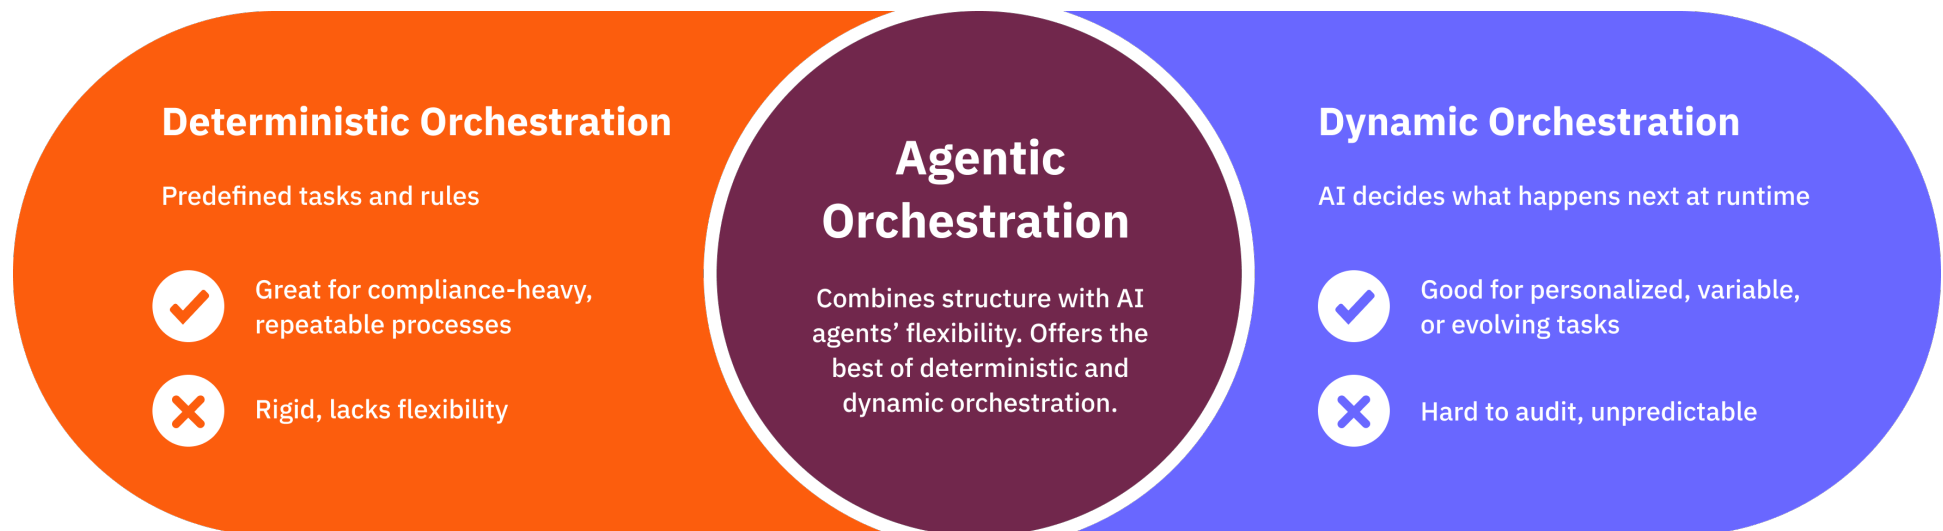 Deterministic Orchestration
Predefined tasks and rules
Great for compliance-heavy,
repeatable processes
Rigid, lacks flexibility
Agentic
Orchestration
Combines structure with AI
agents’ flexibility. Offers the
best of deterministic and
dynamic orchestration.
Dynamic Orchestration
AI decides what happens next at runtime
Good for personalized, variable,
or evolving tasks
Hard to audit, unpredictable